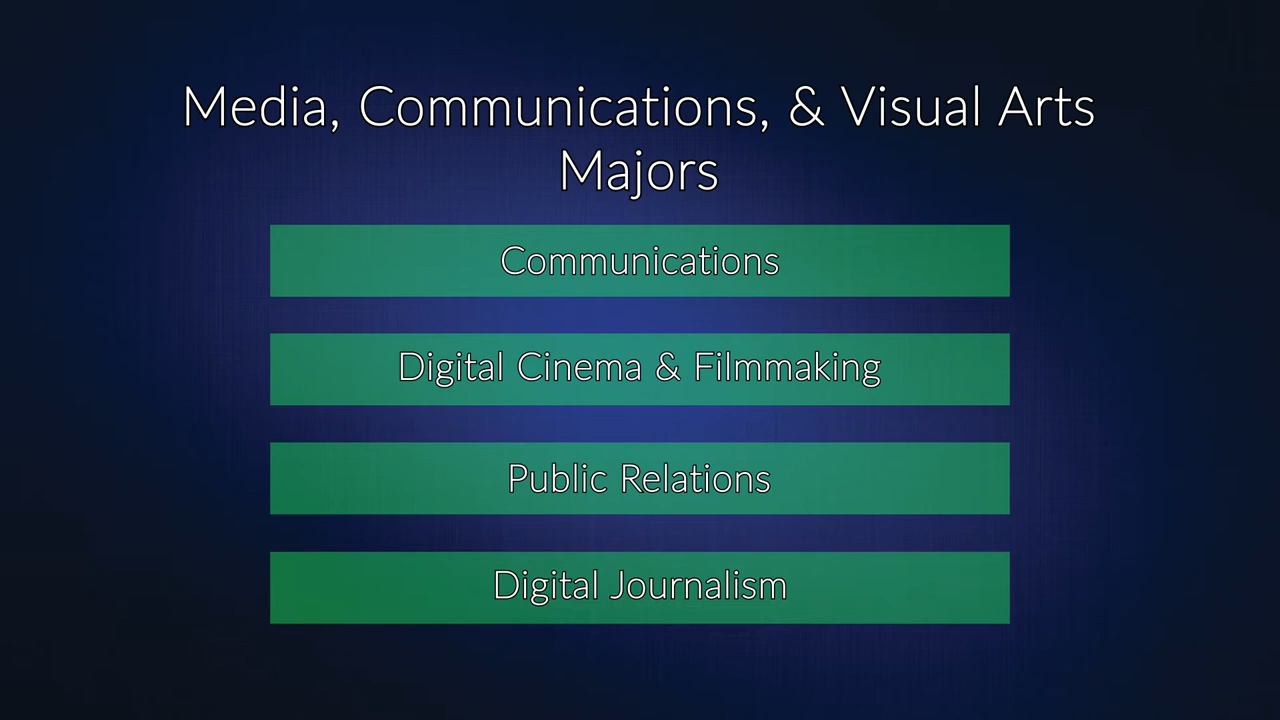 Media, Communications, & Visual Arts
Majors
Communications
Digital Cinema & Filmmaking
Public Relations
Digital Journalism